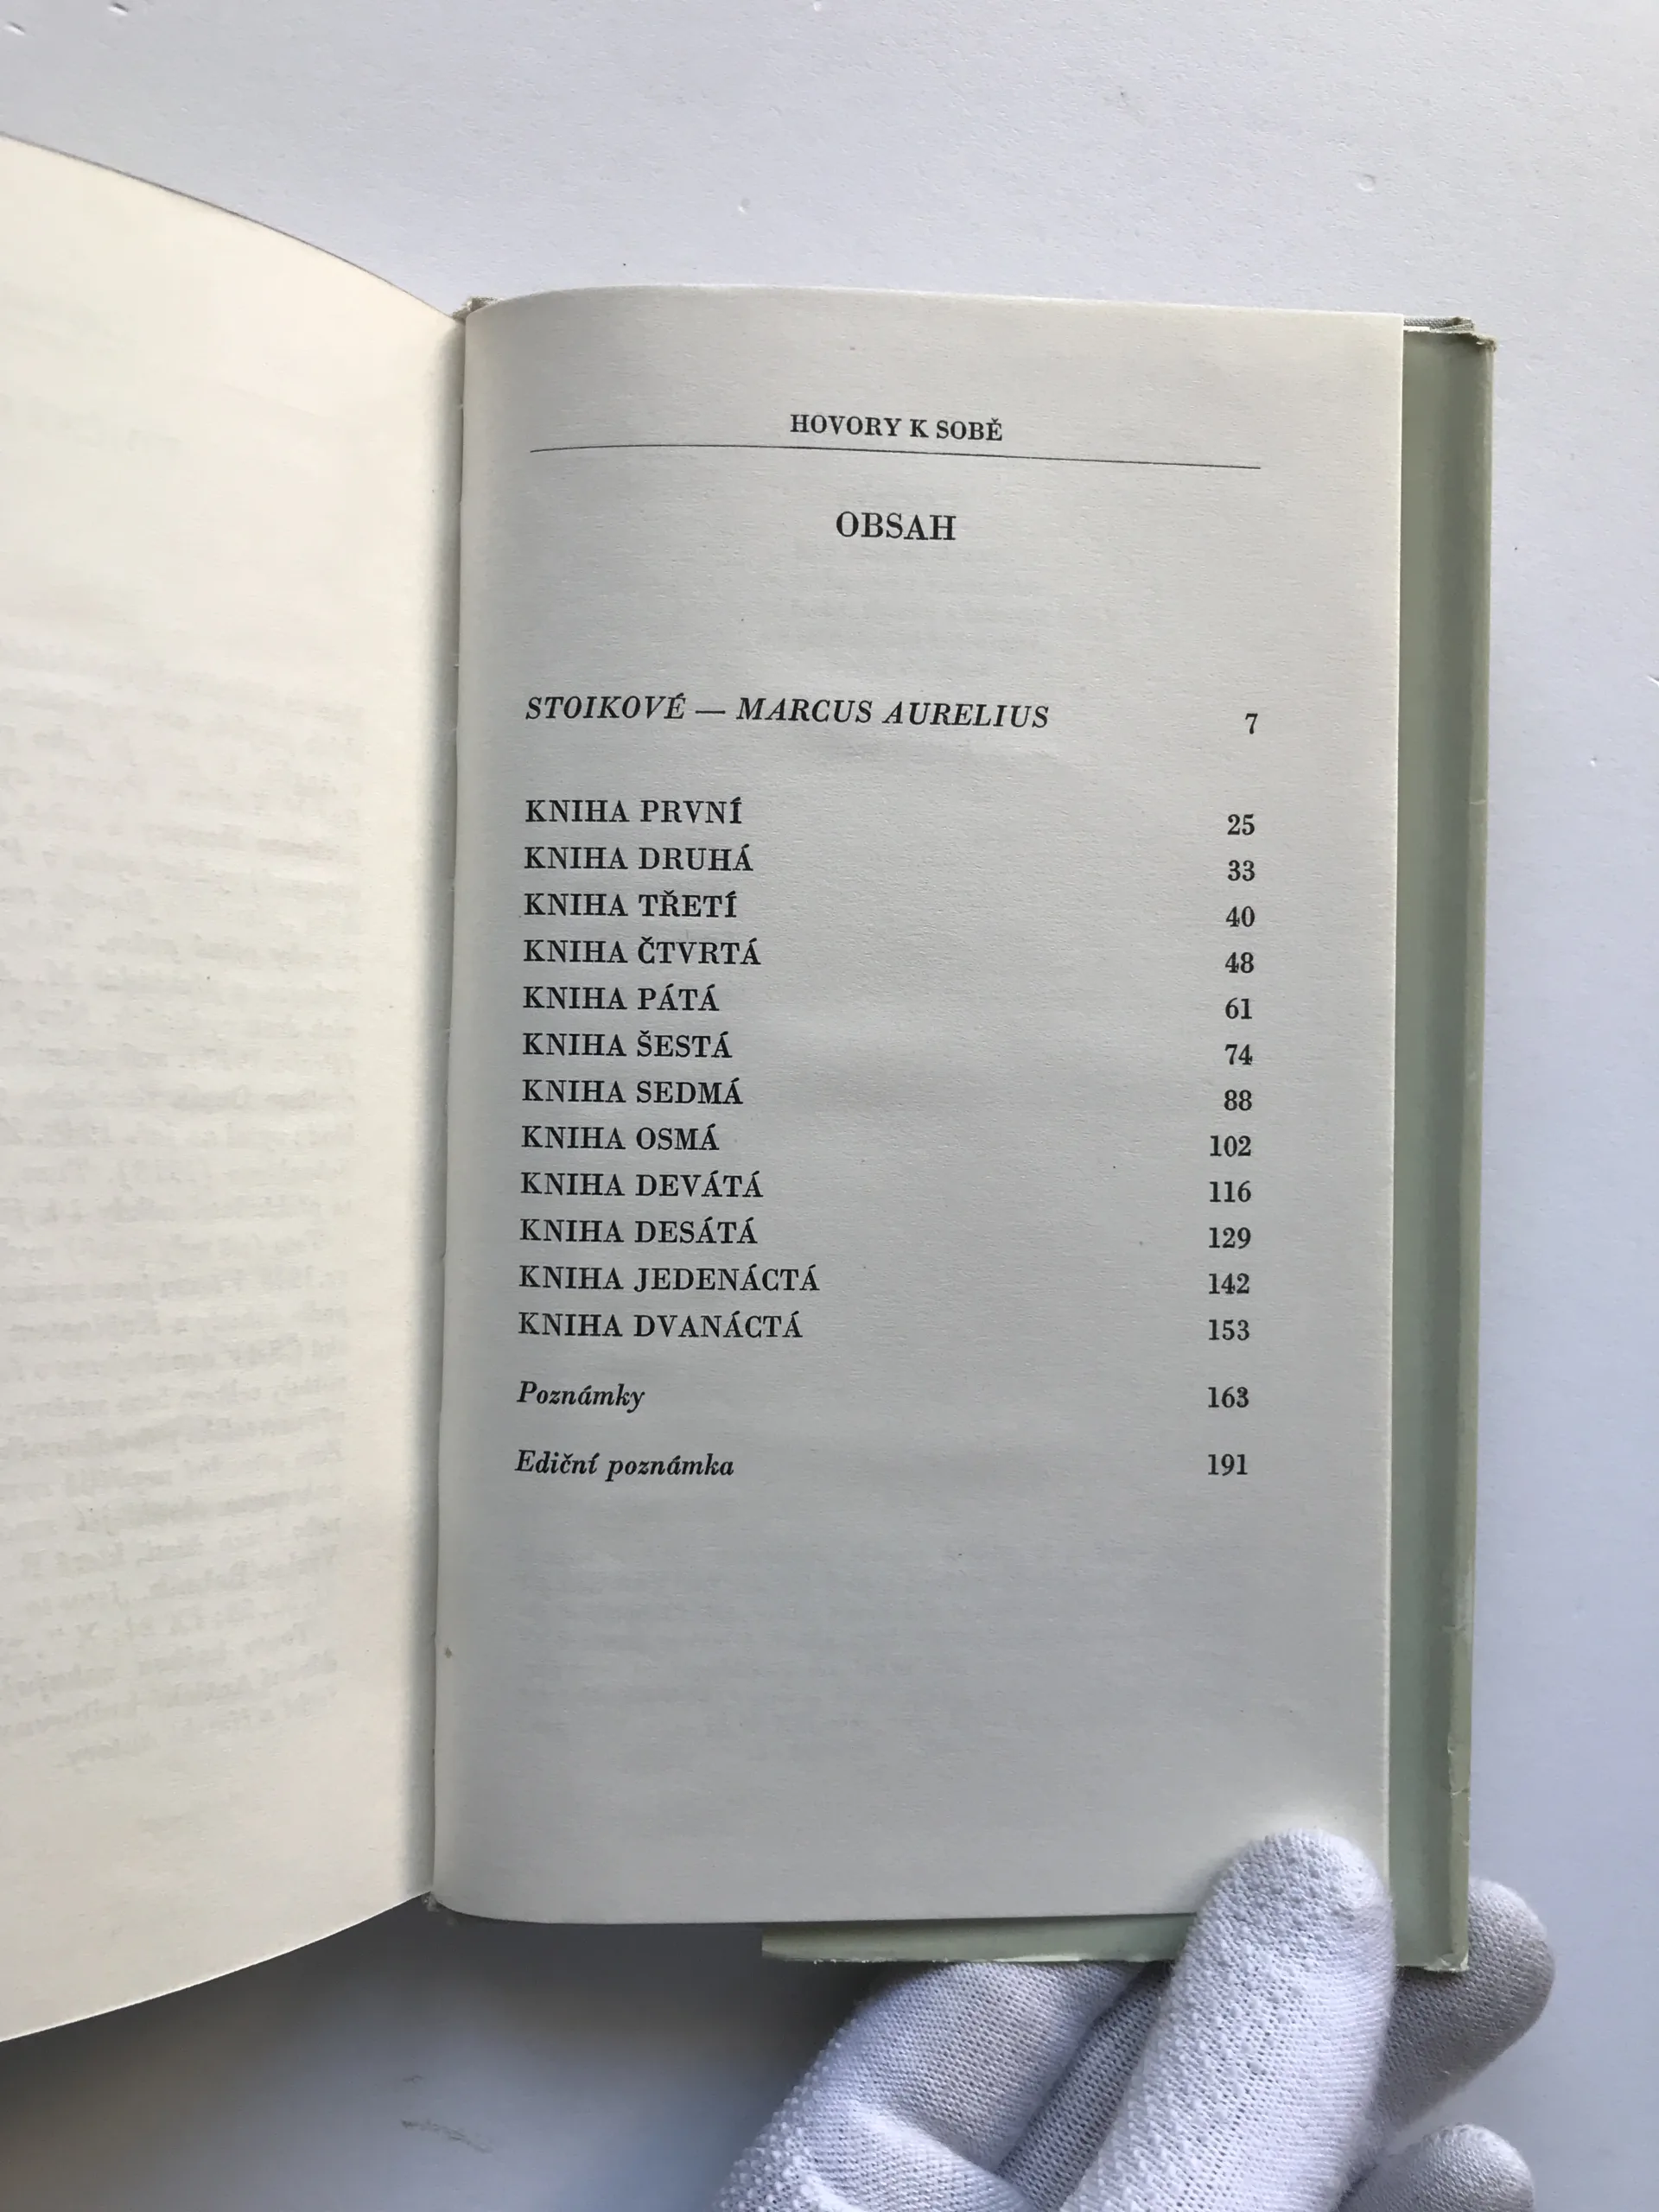 HOVORY K SOBĚ
OBSAH
STOIKOVÉ — MARCUS AURELIUS 7
KNIHA PRVNÍ 25
KNIHA DRUHÁ 33
KNIHA TŘETÍ 40
KNIHA ČTVRTÁ 48
KNIHA PÁTÁ 61
KNIHA ŠESTÁ 74
KNIHA SEDMÁ 88
KNIHA OSMÁ 102
KNIHA DEVÁTÁ 116
KNIHA DESÁTÁ 129
KNIHA JEDENÁCTÁ 142
KNIHA DVANÁCTÁ 153
Poznámky 163
Ediční poznámka 191